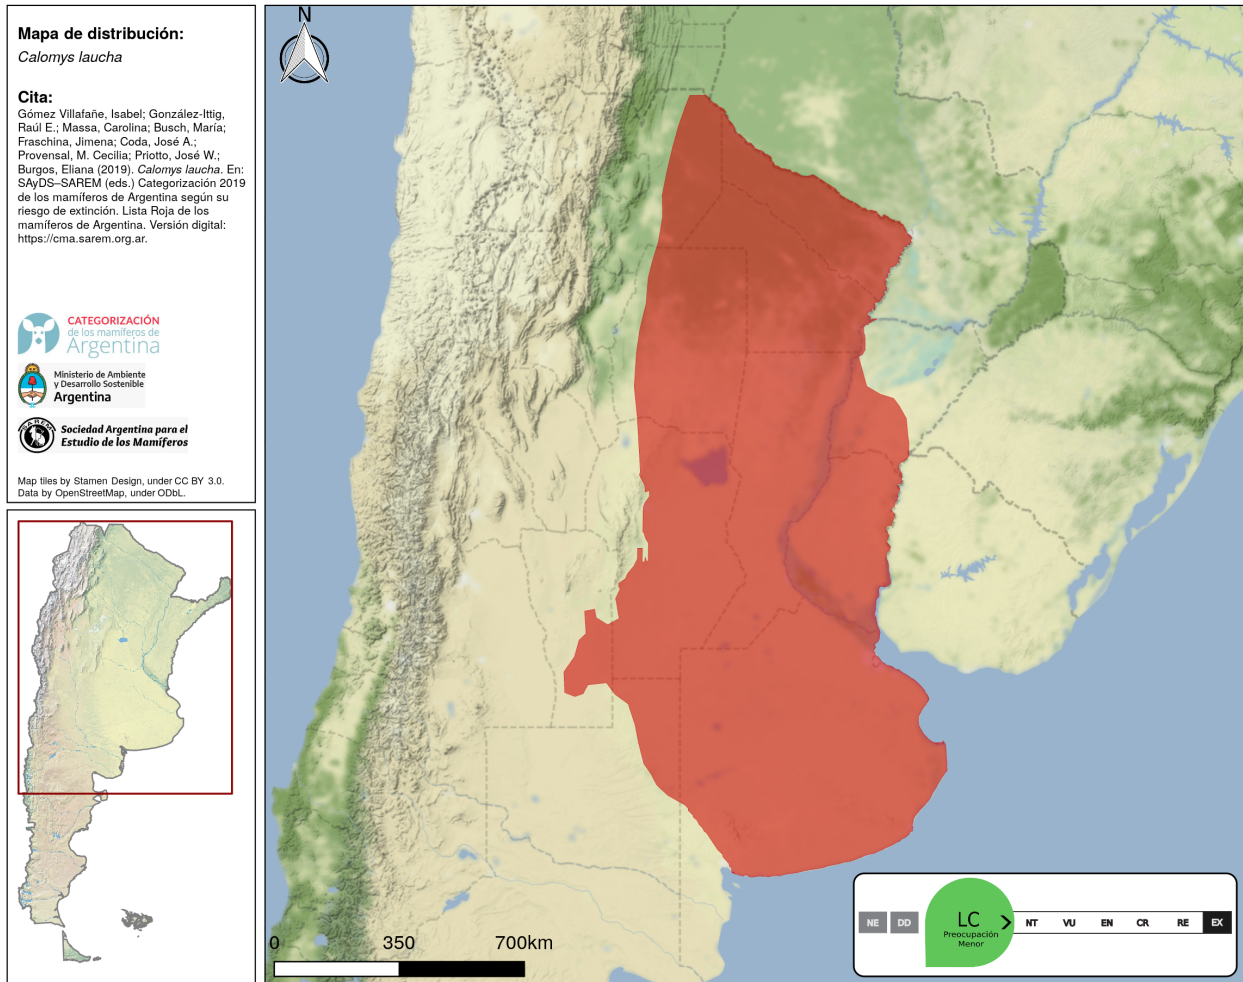 Mapa de distribución:
Calomys laucha
Cita:
Gómez Villafañe, Isabel; González-Ittig,
Raúl E.; Massa, Carolina; Busch, María;
Fraschina, Jimena; Coda, José A.;
Provensal, M. Cecilia; Priotto, José W.;
Burgos, Eliana (2019). Calomys laucha. En:
SAyDS–SAREM (eds.) Categorización 2019
de los mamíferos de Argentina según su
riesgo de extinción. Lista Roja de los
mamíferos de Argentina. Versión digital:
https://cma.sarem.org.ar.
CATEGORIZACIÓN
de los mamíferos de
Argentina
Ministerio de Ambiente
y Desarrollo Sostenible
Argentina
SAREM
Sociedad Argentina para el
Estudio de los Mamíferos
Map tiles by Stamen Design, under CC BY 3.0.
Data by OpenStreetMap, under ODbL.
N
0 350 700km
NE DD LC NT VU EN CR RE EX
Preocupación
Menor